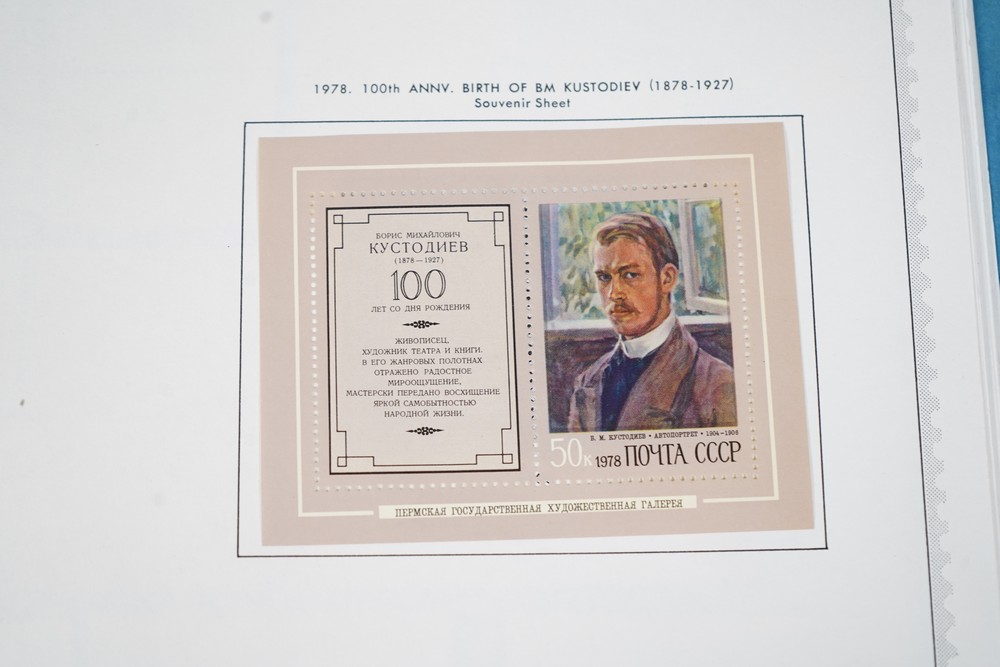 1978. 100th ANNV. BIRTH OF BM KUSTODIEV (1878-1927)
Souvenir Sheet
БОРИС МИХАЙЛОВИЧ
КУСТОДИЕВ
(1878—1927)
100
ЛЕТ СО ДНЯ РОЖДЕНИЯ
ЖИВОПИСЕЦ,
ХУДОЖНИК ТЕАТРА И КНИГИ.
В ЕГО ЖАНРОВЫХ ПОЛОТНАХ
ОТРАЖЕНО РАДОСТНОЕ
МИРООЩУЩЕНИЕ,
МАСТЕРСКИ ПЕРЕДАНО ВОСХИЩЕНИЕ
ЯРКОЙ САМОБЫТНОСТЬЮ
НАРОДНОЙ ЖИЗНИ.
Б. М. КУСТОДИЕВ • АВТОПОРТРЕТ • 1904—1906
50к 1978 ПОЧТА СССР
ПЕРМСКАЯ ГОСУДАРСТВЕННАЯ ХУДОЖЕСТВЕННАЯ ГАЛЕРЕЯ